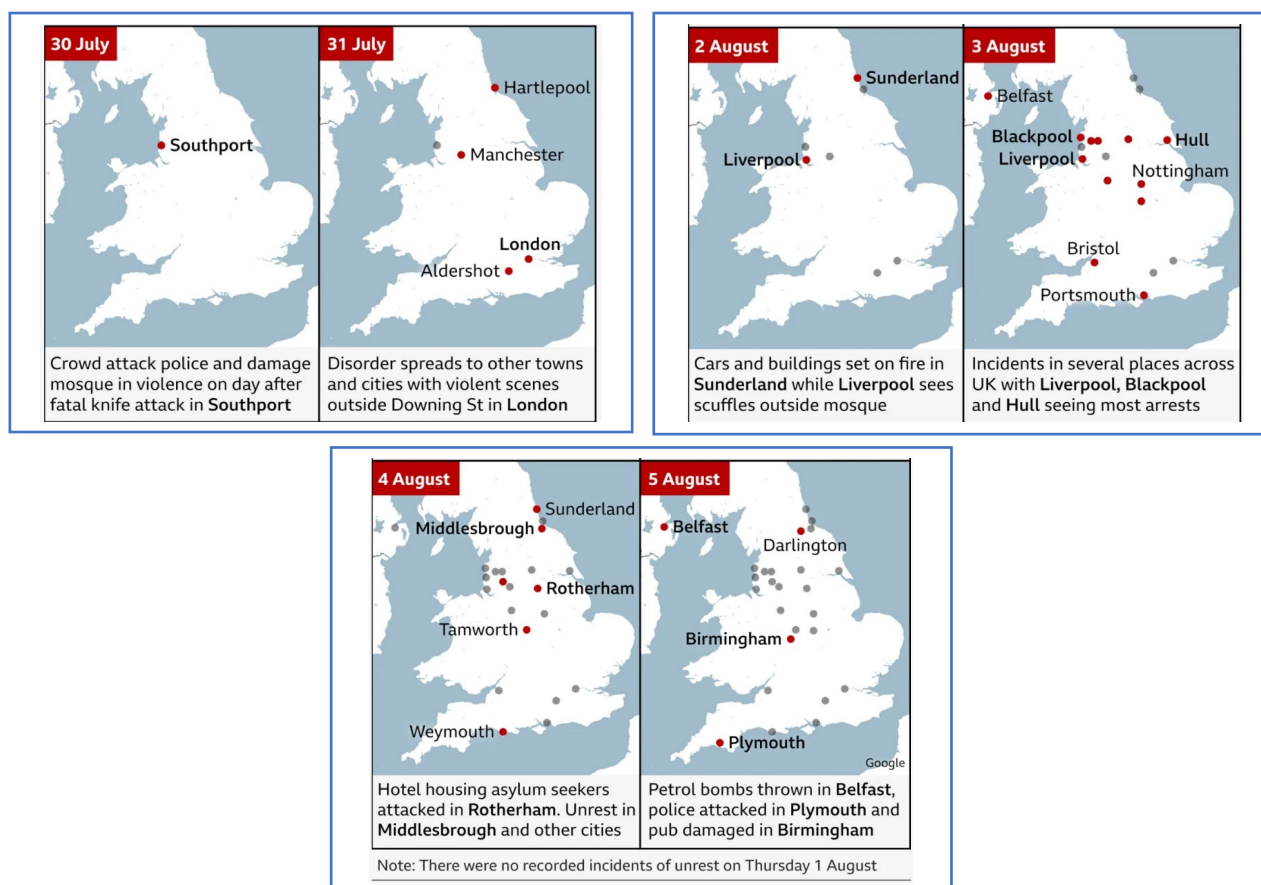 30 July
Southport
Crowd attack police and damage
mosque in violence on day after
fatal knife attack in Southport
31 July
Hartlepool
Manchester
London
Aldershot
Disorder spreads to other towns
and cities with violent scenes
outside Downing St in London
2 August
Sunderland
Liverpool
Cars and buildings set on fire in
Sunderland while Liverpool sees
scuffles outside mosque
3 August
Belfast
Blackpool
Hull
Liverpool
Nottingham
Bristol
Portsmouth
Incidents in several places across
UK with Liverpool, Blackpool
and Hull seeing most arrests
4 August
Sunderland
Middlesbrough
Rotherham
Tamworth
Weymouth
Hotel housing asylum seekers
attacked in Rotherham. Unrest in
Middlesbrough and other cities
5 August
Belfast
Darlington
Birmingham
Plymouth
Google
Petrol bombs thrown in Belfast,
police attacked in Plymouth and
pub damaged in Birmingham
Note: There were no recorded incidents of unrest on Thursday 1 August